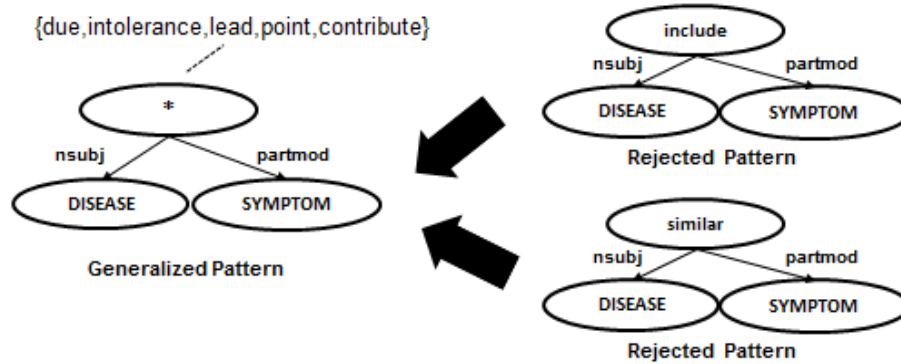 {due,intolerance,lead,point,contribute}
*
nsubj
partmod
DISEASE
SYMPTOM
Generalized Pattern
include
nsubj
partmod
DISEASE
SYMPTOM
Rejected Pattern
similar
nsubj
partmod
DISEASE
SYMPTOM
Rejected Pattern